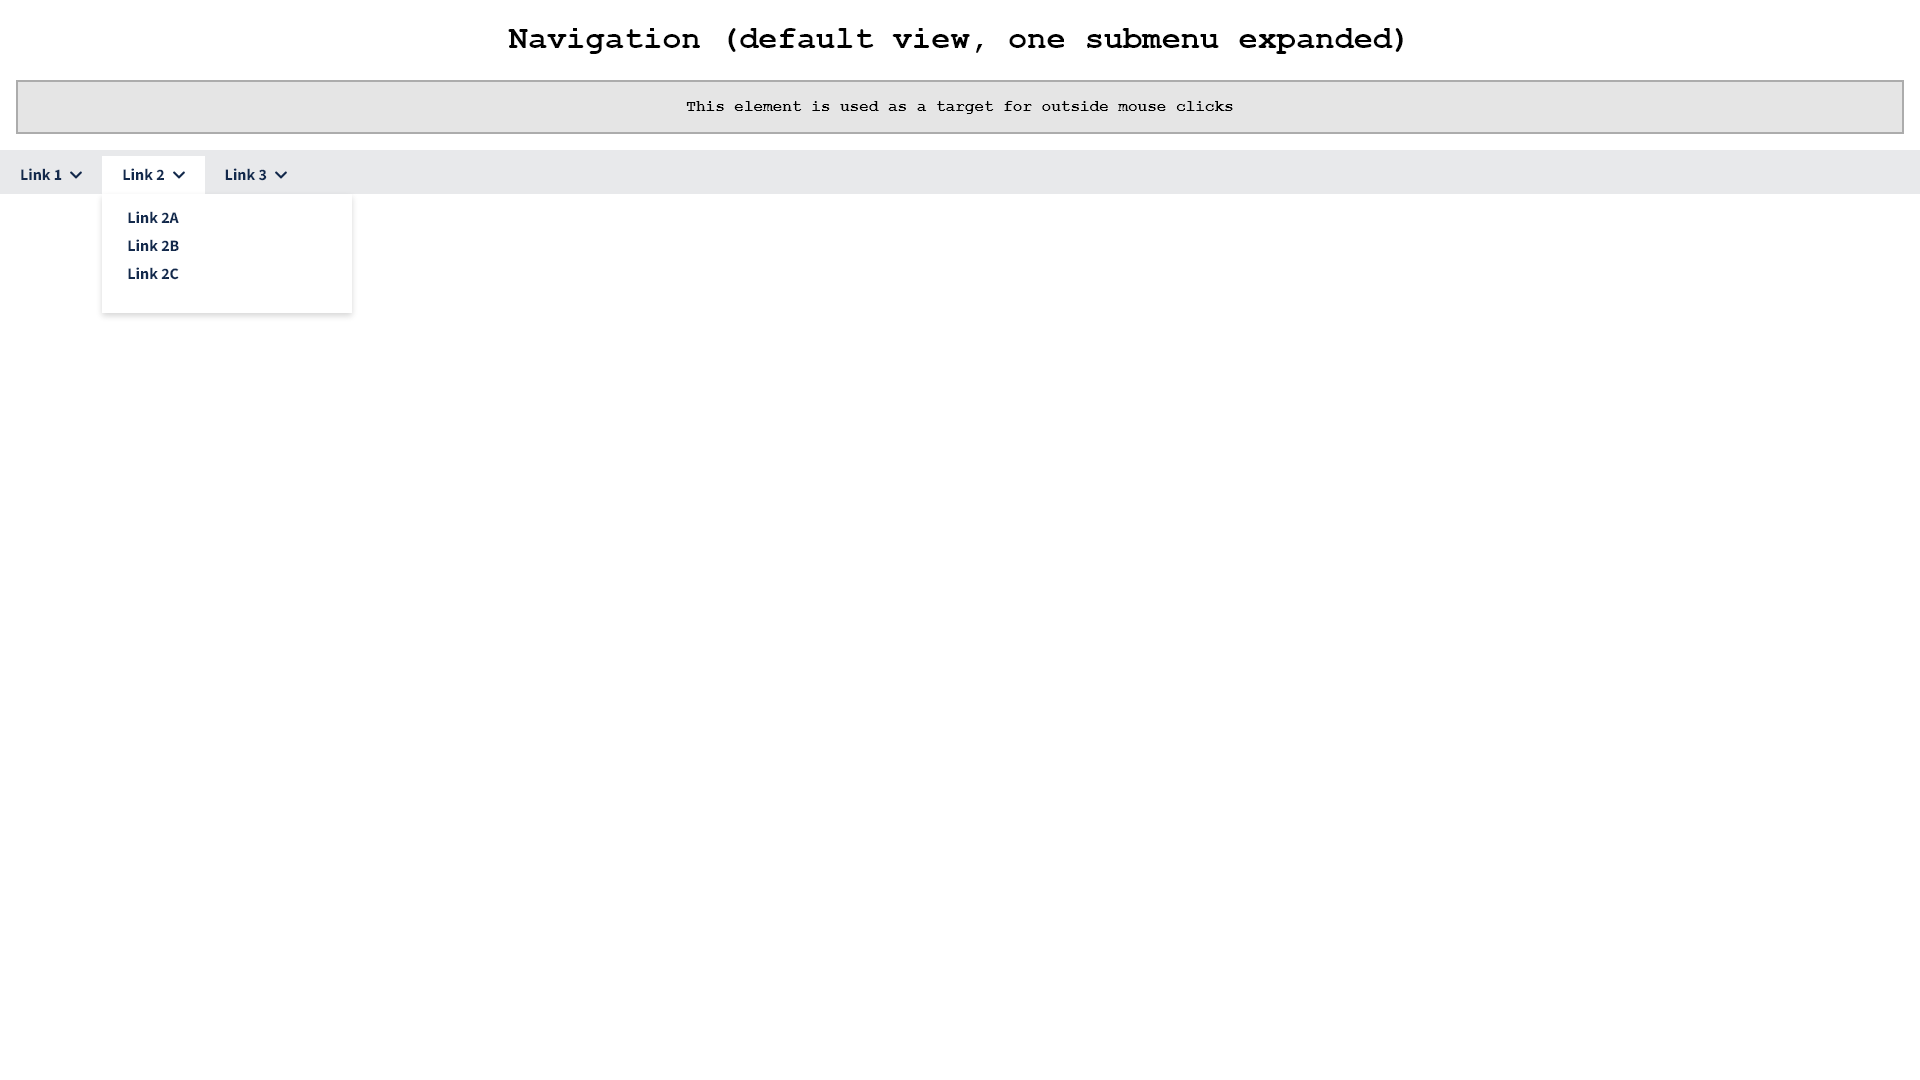 Navigation (default view, one submenu expanded)
This element is used as a target for outside mouse clicks
Link 1 Link 2 Link 3
Link 2A
Link 2B
Link 2C